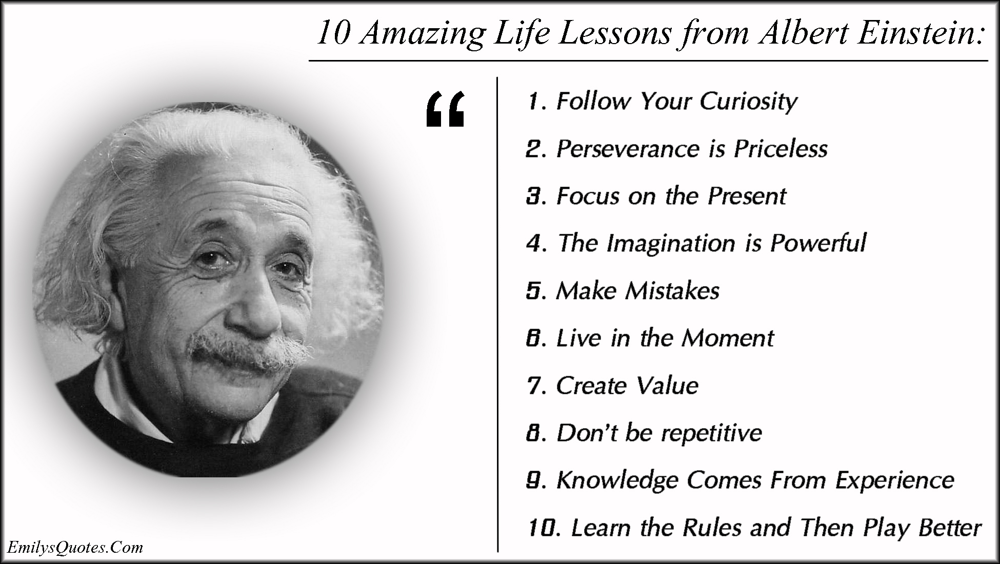 10 Amazing Life Lessons from Albert Einstein:
“
1. Follow Your Curiosity
2. Perseverance is Priceless
3. Focus on the Present
4. The Imagination is Powerful
5. Make Mistakes
6. Live in the Moment
7. Create Value
8. Don't be repetitive
9. Knowledge Comes From Experience
10. Learn the Rules and Then Play Better
EmilysQuotes.Com